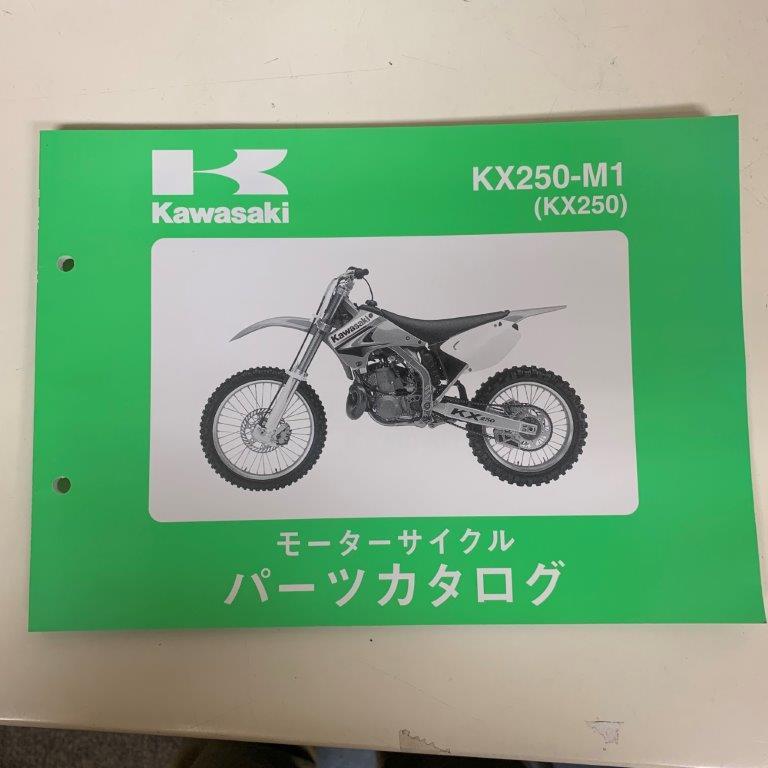 Kawasaki
KX250-M1
(KX250)
Kawasaki
KX250
モーターサイクル
パーツカタログ